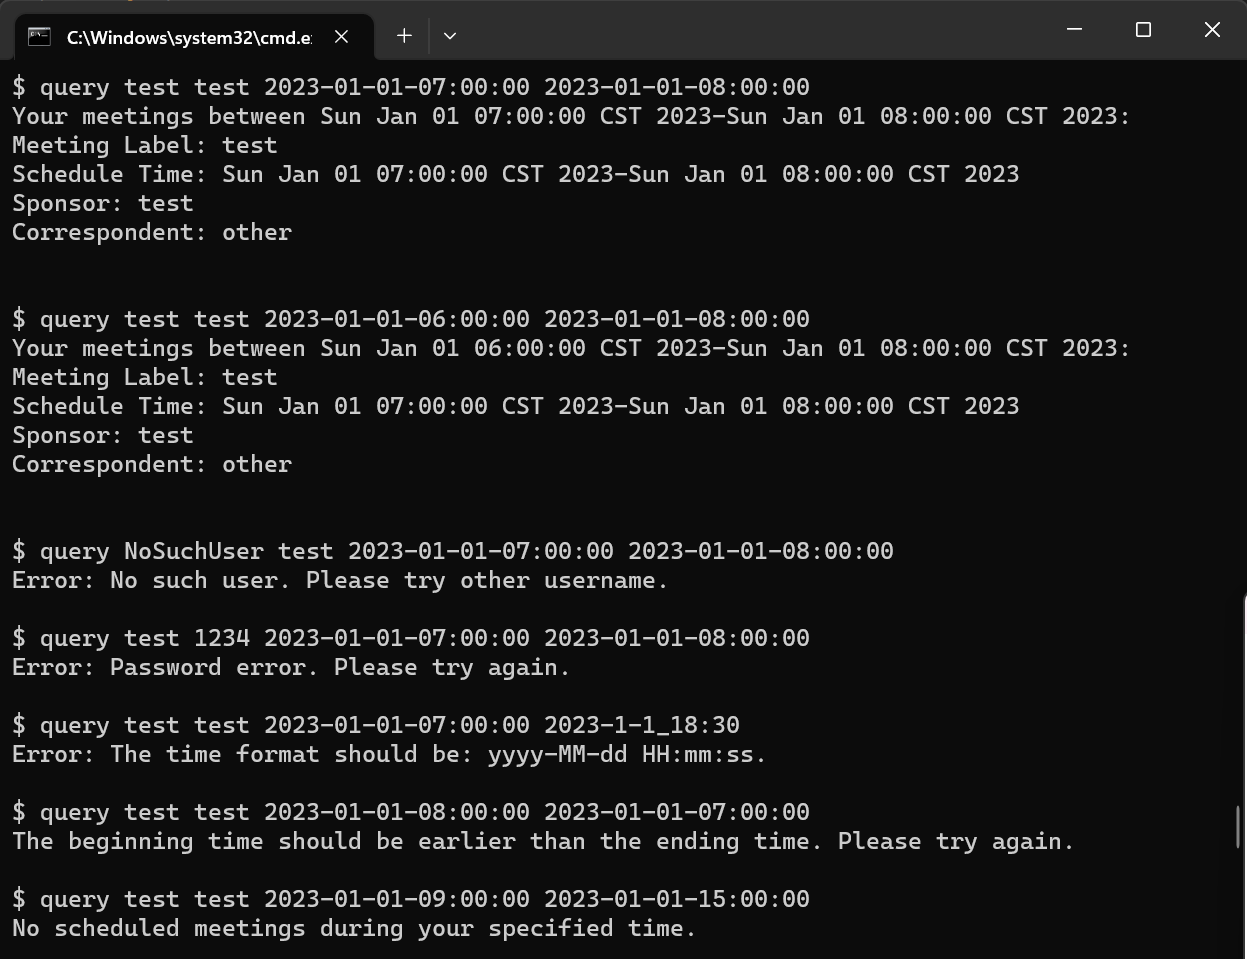 C:\Windows\system32\cmd.e
$ query test test 2023-01-01-07:00:00 2023-01-01-08:00:00
Your meetings between Sun Jan 01 07:00:00 CST 2023-Sun Jan 01 08:00:00 CST 2023:
Meeting Label: test
Schedule Time: Sun Jan 01 07:00:00 CST 2023-Sun Jan 01 08:00:00 CST 2023
Sponsor: test
Correspondent: other
$ query test test 2023-01-01-06:00:00 2023-01-01-08:00:00
Your meetings between Sun Jan 01 06:00:00 CST 2023-Sun Jan 01 08:00:00 CST 2023:
Meeting Label: test
Schedule Time: Sun Jan 01 07:00:00 CST 2023-Sun Jan 01 08:00:00 CST 2023
Sponsor: test
Correspondent: other
$ query NoSuchUser test 2023-01-01-07:00:00 2023-01-01-08:00:00
Error: No such user. Please try other username.
$ query test 1234 2023-01-01-07:00:00 2023-01-01-08:00:00
Error: Password error. Please try again.
$ query test test 2023-01-01-07:00:00 2023-1-1_18:30
Error: The time format should be: yyyy-MM-dd HH:mm:ss.
$ query test test 2023-01-01-08:00:00 2023-01-01-07:00:00
The beginning time should be earlier than the ending time. Please try again.
$ query test test 2023-01-01-09:00:00 2023-01-01-15:00:00
No scheduled meetings during your specified time.